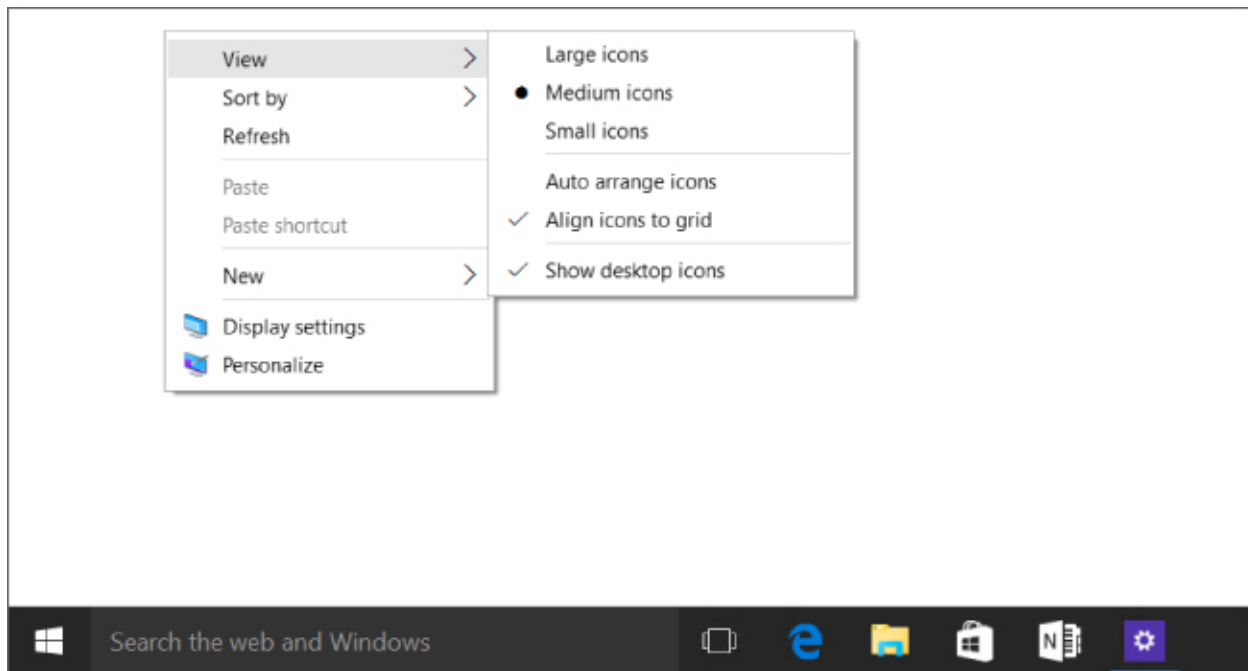 View
Sort by
Refresh
Paste
Paste shortcut
New
Display settings
Personalize
Large icons
Medium icons
Small icons
Auto arrange icons
Align icons to grid
Show desktop icons
Search the web and Windows
N